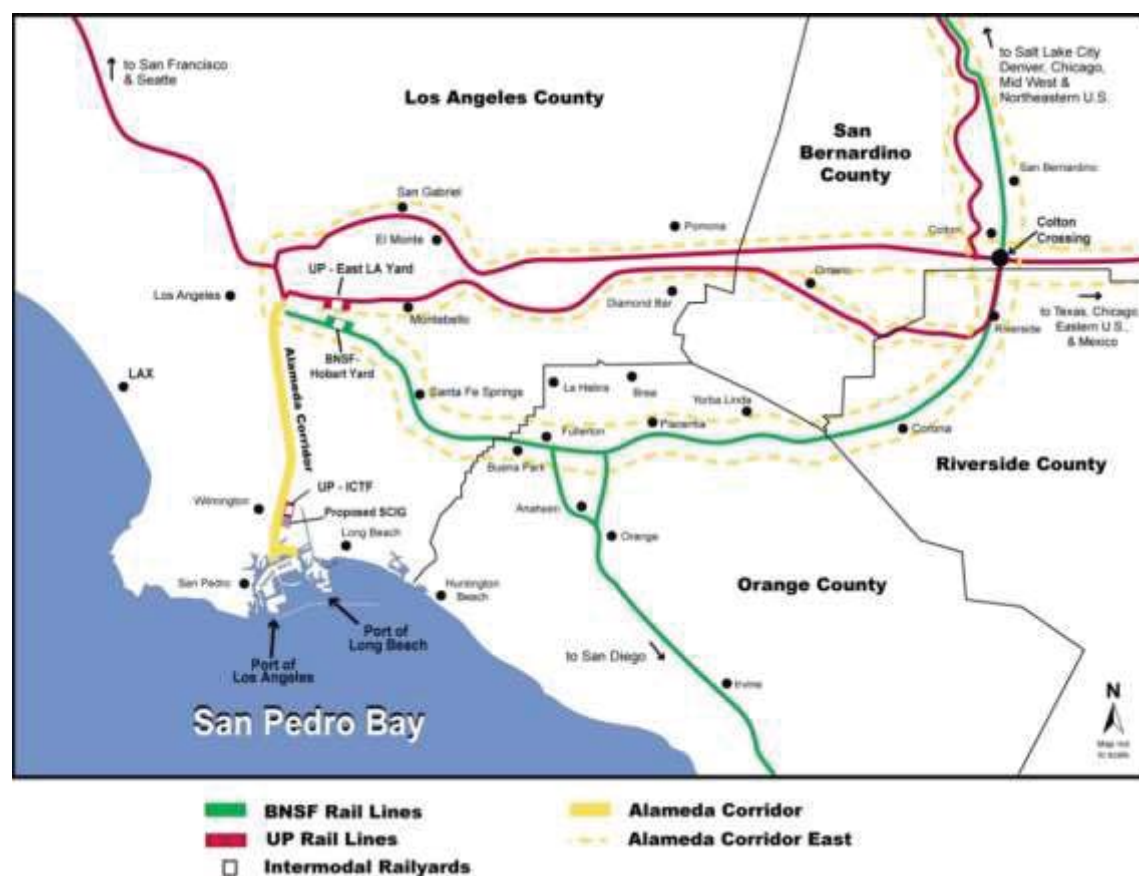 to San Francisco
& Seatte
Los Angeles County
to Salt Lake City
Denver, Chicago,
Mid West &
Northeastern U.S.
San
Bernardino
County
San Bernardino
San Gabriel
El Monte
Pomona
Colton
Colton
Crossing
UP - East LA Yard
Los Angeles
Montebello
Diamond Bar
Ontario
to Texas, Chicago
Eastern U.S.,
& Mexico
Riverside
BNSF-
Hobart Yard
LAX
Alameda Corridor
Santa Fe Springs
La Habra
Brea
Yorba Linda
Placentia
Fullerton
Buena Park
Corona
Riverside County
UP - ICTF
Wilmington
Proposed SCIG
Anaheim
Long Beach
Orange
San Pedro
Huntington
Beach
Orange County
Port of
Long Beach
Port of
Los Angeles
to San Diego
Irvine
San Pedro Bay
N
Map not
to scale
BNSF Rail Lines
UP Rail Lines
Intermodal Railyards
Alameda Corridor
Alameda Corridor East